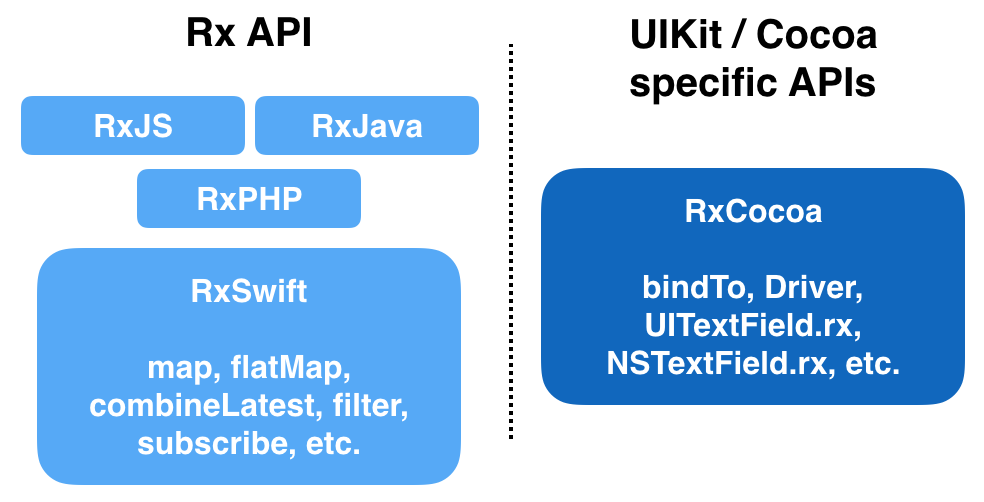 Rx API
RxJS
RxJava
RxPHP
RxSwift
map, flatMap,
combineLatest, filter,
subscribe, etc.
UIKit / Cocoa
specific APIs
RxCocoa
bindTo, Driver,
UITextField.rx,
NSTextField.rx, etc.